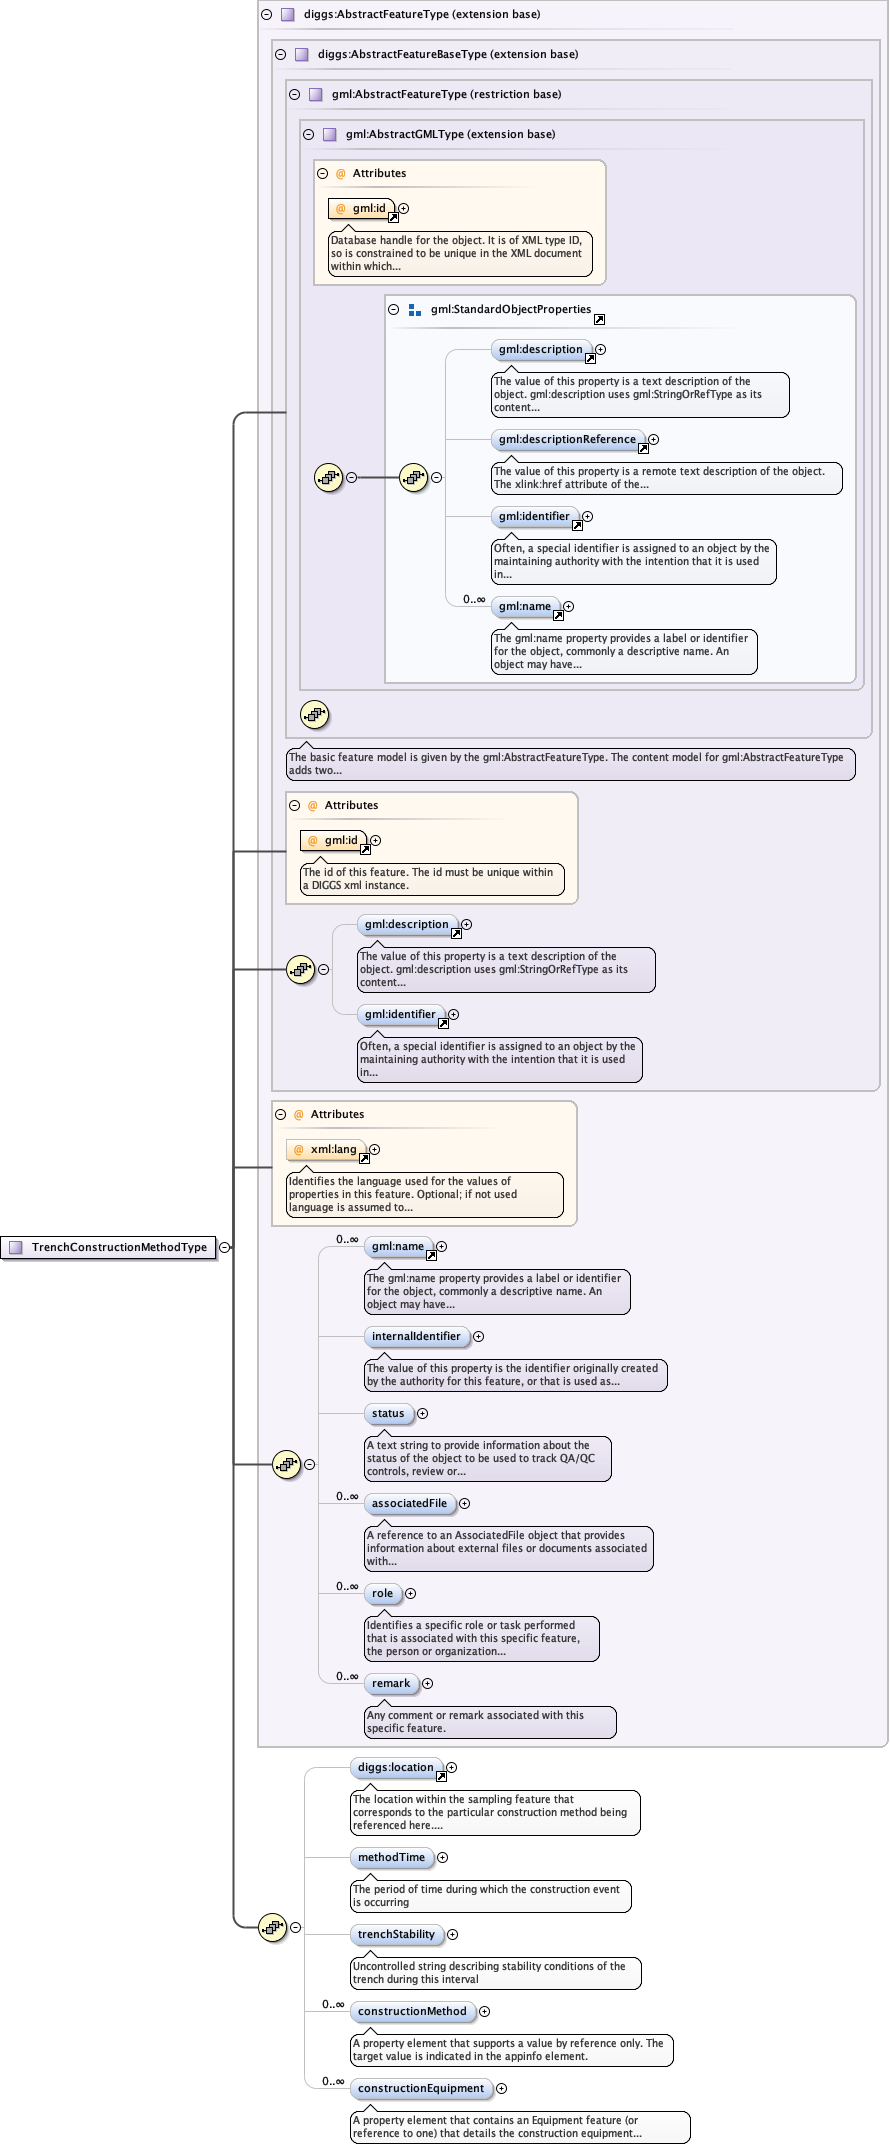 diggs:AbstractFeatureType (extension base)
diggs:AbstractFeatureBaseType (extension base)
gml:AbstractFeatureType (restriction base)
gml:AbstractGMLType (extension base)
@ Attributes
@ gml:id
Database handle for the object. It is of XML type ID,
so is constrained to be unique in the XML document
within which...
gml:StandardObjectProperties
gml:description
The value of this property is a text description of the
object. gml:description uses gml:StringOrRefType as its
content...
gml:descriptionReference
The value of this property is a remote text description of the object.
The xlink:href attribute of the...
gml:identifier
Often, a special identifier is assigned to an object by the
maintaining authority with the intention that it is used
in...
0..∞
gml:name
The gml:name property provides a label or identifier
for the object, commonly a descriptive name. An
object may have...
The basic feature model is given by the gml:AbstractFeatureType. The content model for gml:AbstractFeatureType
adds two...
@ Attributes
@ gml:id
The id of this feature. The id must be unique within
a DIGGS xml instance.
gml:description
The value of this property is a text description of the
object. gml:description uses gml:StringOrRefType as its
content...
gml:identifier
Often, a special identifier is assigned to an object by the
maintaining authority with the intention that it is used
in...
@ Attributes
@ xml:lang
Identifies the language used for the values of
properties in this feature. Optional; if not used
language is assumed to...
TrenchConstructionMethodType
0..∞
gml:name
The gml:name property provides a label or identifier
for the object, commonly a descriptive name. An
object may have...
internalIdentifier
The value of this property is the identifier originally created
by the authority for this feature, or that is used as...
status
A text string to provide information about the
status of the object to be used to track QA/QC
controls, review or...
0..∞
associatedFile
A reference to an AssociatedFile object that provides
information about external files or documents associated
with...
0..∞
role
Identifies a specific role or task performed
that is associated with this specific feature,
the person or organization...
0..∞
remark
Any comment or remark associated with this
specific feature.
diggs:location
The location within the sampling feature that
corresponds to the particular construction method being
referenced here....
methodTime
The period of time during which the construction event
is occurring
trenchStability
Uncontrolled string describing stability conditions of the
trench during this interval
0..∞
constructionMethod
A property element that supports a value by reference only. The
target value is indicated in the appinfo element.
0..∞
constructionEquipment
A property element that contains an Equipment feature (or
reference to one) that details the construction equipment...